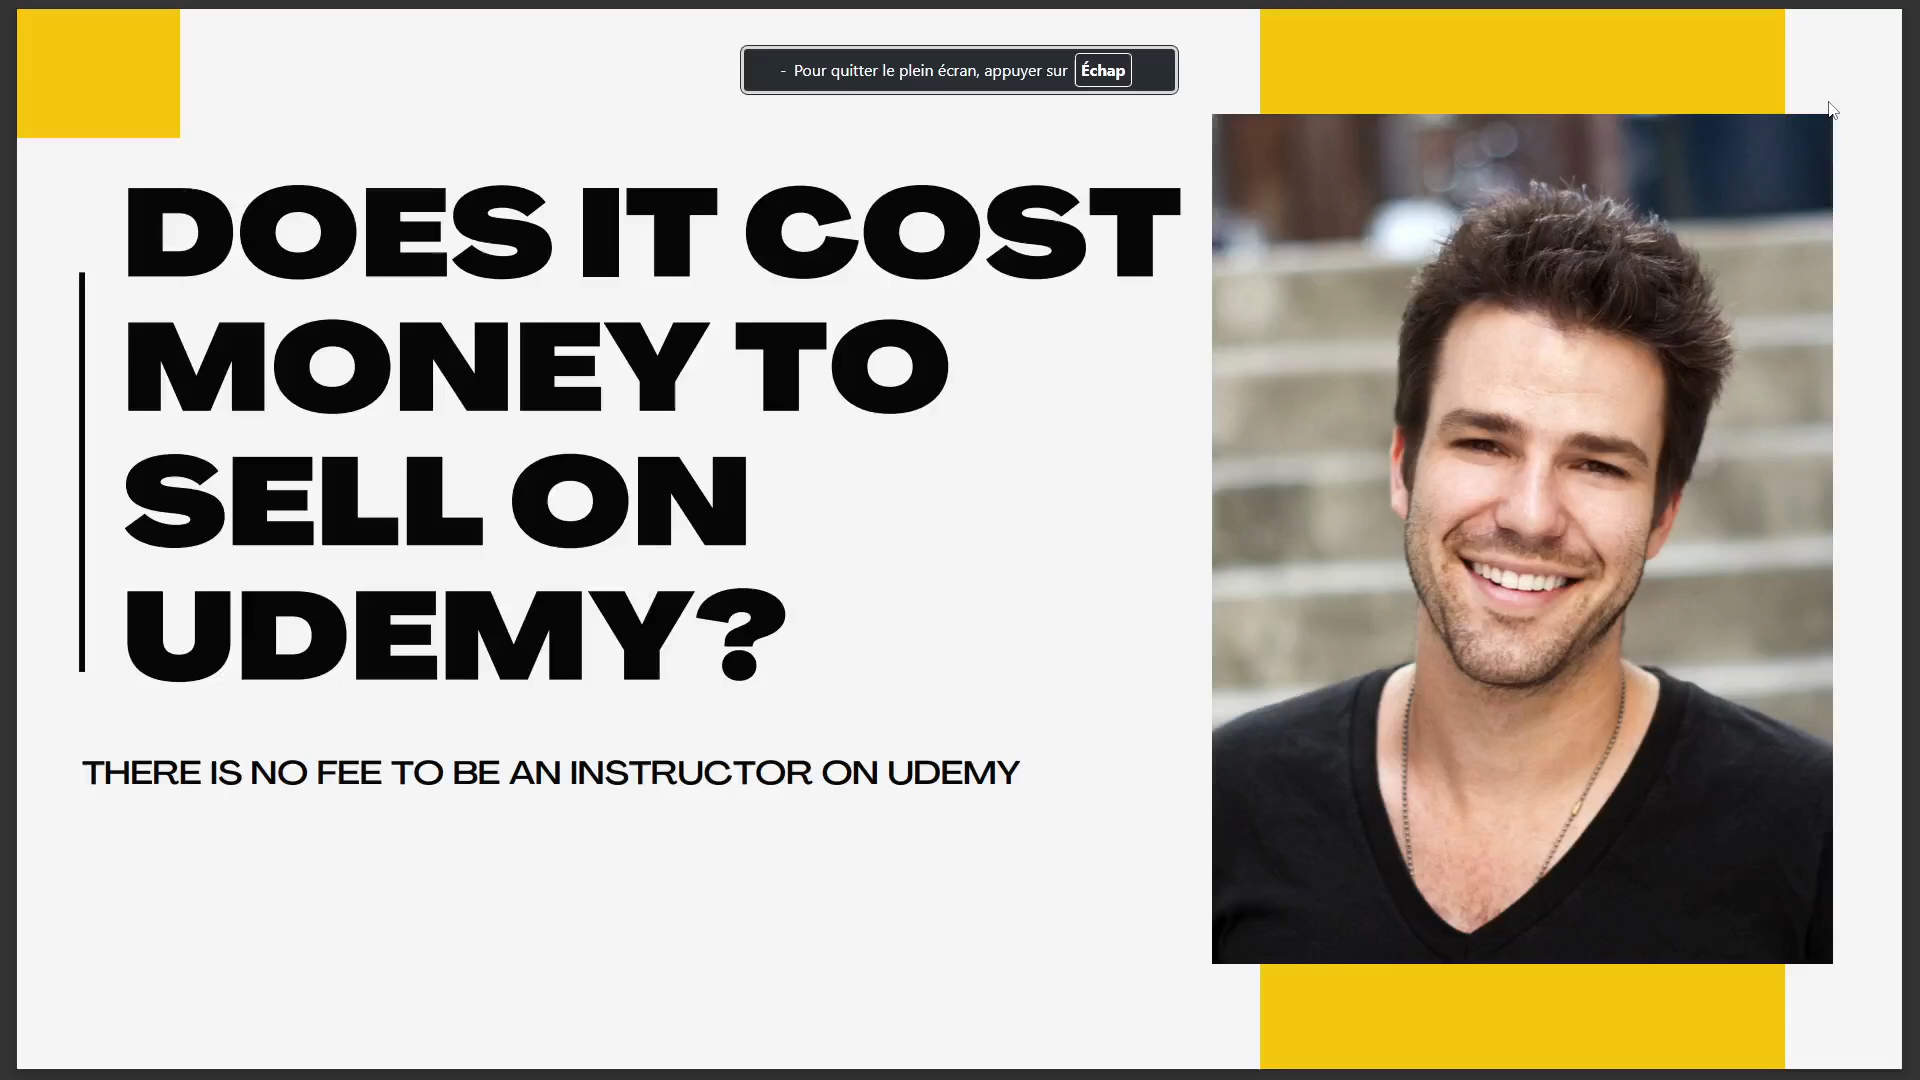 - Pour quitter le plein écran, appuyer sur Échap
DOES IT COST
MONEY TO
SELL ON
UDEMY?
THERE IS NO FEE TO BE AN INSTRUCTOR ON UDEMY